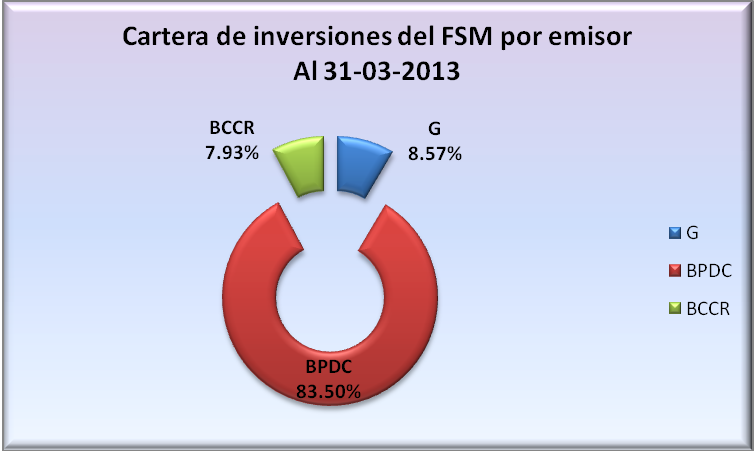 Cartera de inversiones del FSM por emisor
Al 31-03-2013
BCCR
7.93%
G
8.57%
BPDC
83.50%
G
BPDC
BCCR